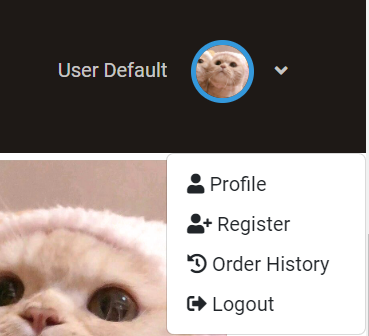 User Default
Profile
Register
Order History
Logout